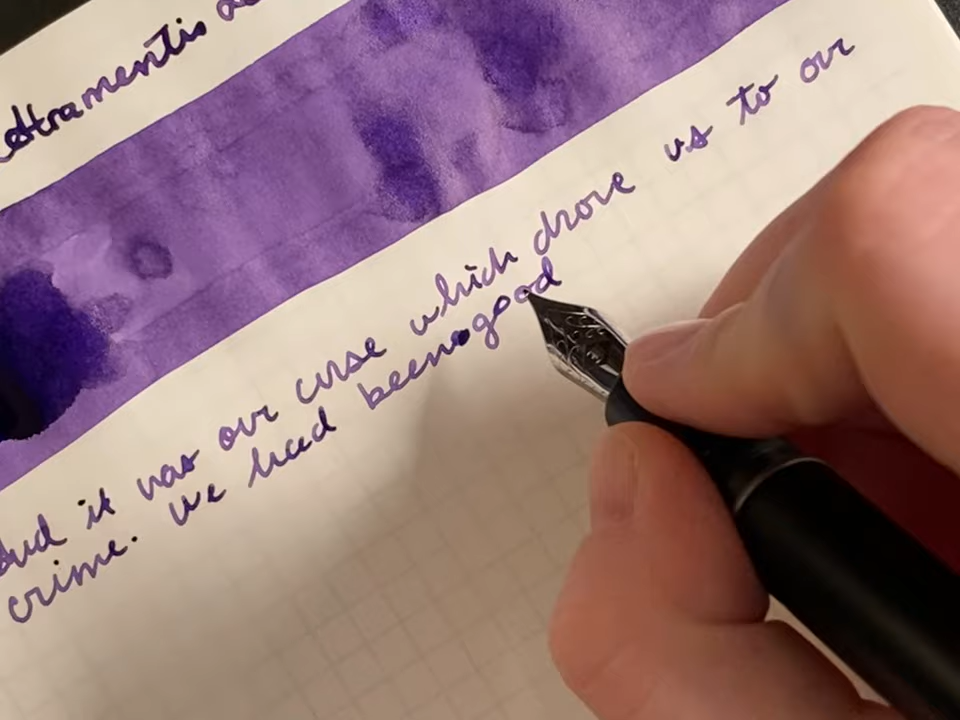 Atramentis
And it was our curse which drove us to our
crime. We had been good